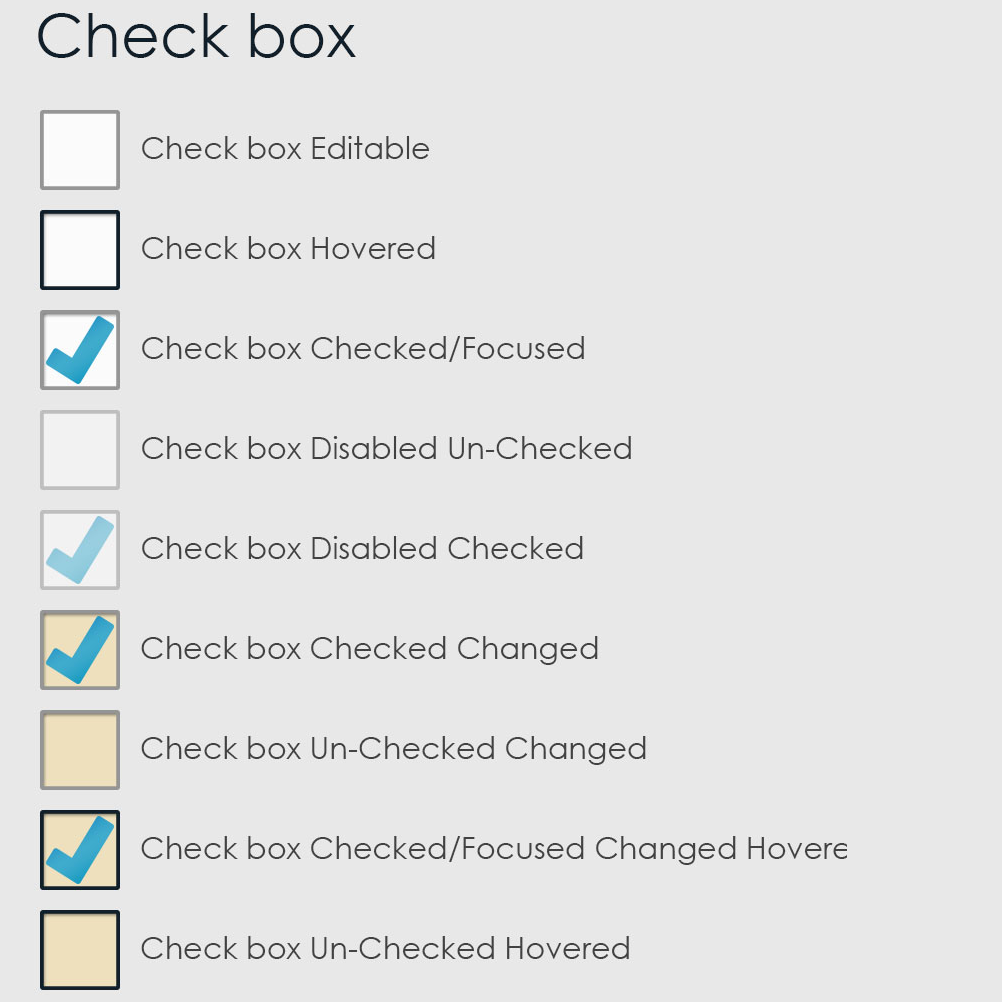 Check box
Check box Editable
Check box Hovered
Check box Checked/Focused
Check box Disabled Un-Checked
Check box Disabled Checked
Check box Checked Changed
Check box Un-Checked Changed
Check box Checked/Focused Changed Hovere
Check box Un-Checked Hovered